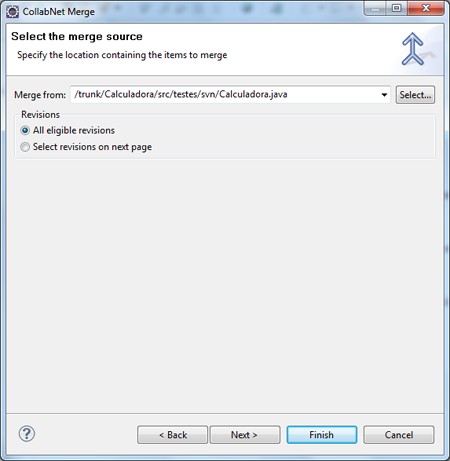 CollabNet Merge
Select the merge source
Specify the location containing the items to merge
Merge from: /trunk/Calculadora/src/testes/svn/Calculadora.java Select...
Revisions
All eligible revisions
Select revisions on next page
? < Back Next > Finish Cancel